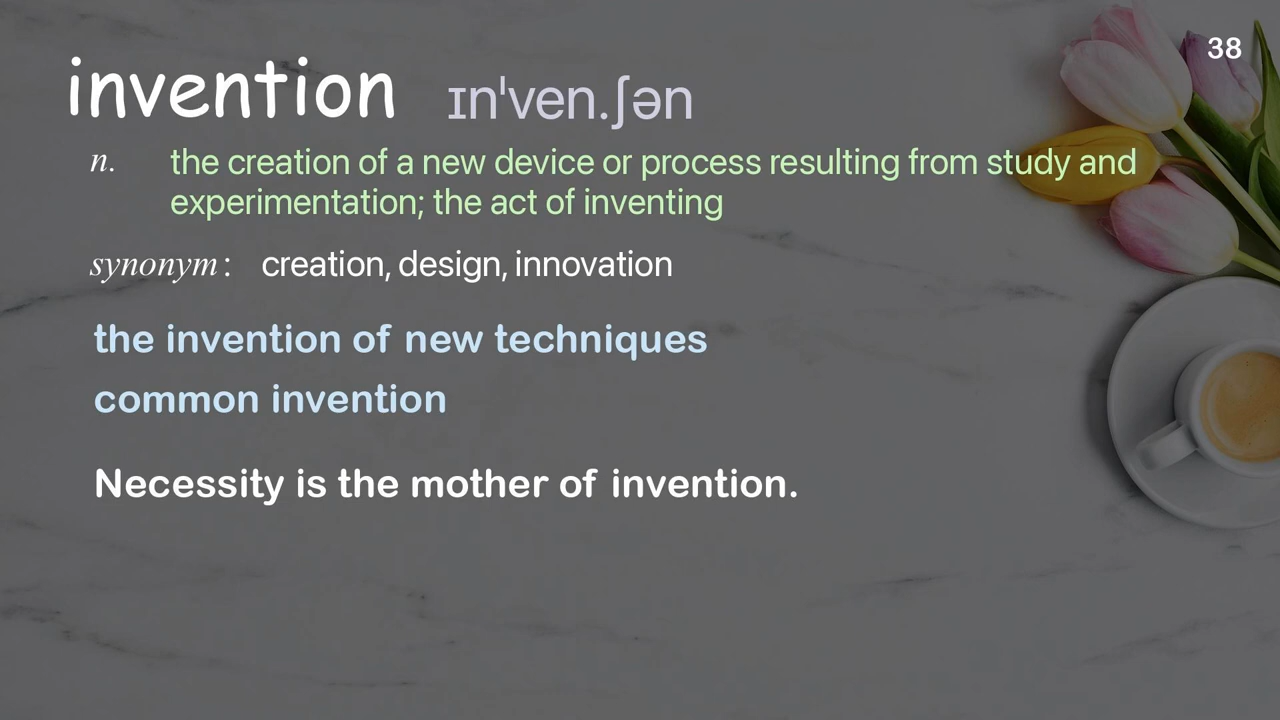 38
invention ɪnˈven.ʃən
n. the creation of a new device or process resulting from study and
experimentation; the act of inventing
synonym: creation, design, innovation
the invention of new techniques
common invention
Necessity is the mother of invention.